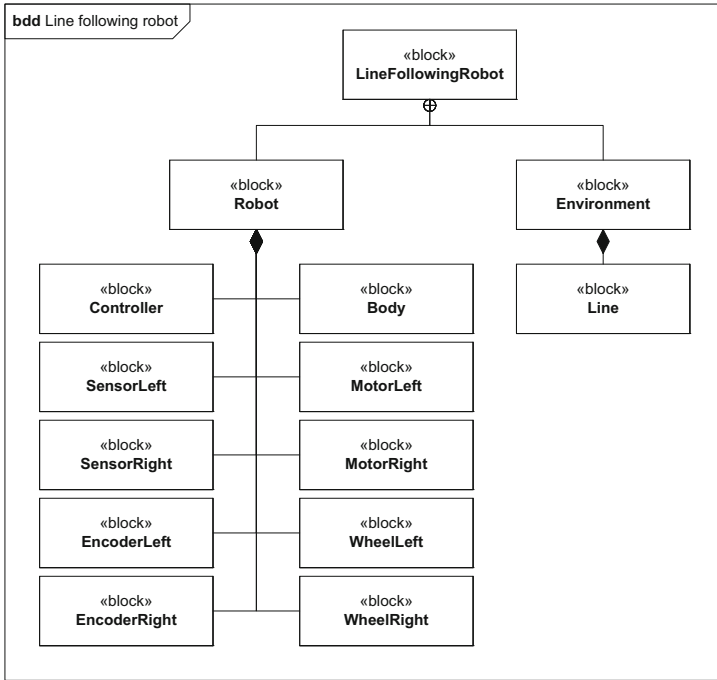 bdd Line following robot
«block»
LineFollowingRobot
«block»
Robot
«block»
Environment
«block»
Controller
«block»
Body
«block»
Line
«block»
SensorLeft
«block»
MotorLeft
«block»
SensorRight
«block»
MotorRight
«block»
EncoderLeft
«block»
WheelLeft
«block»
EncoderRight
«block»
WheelRight